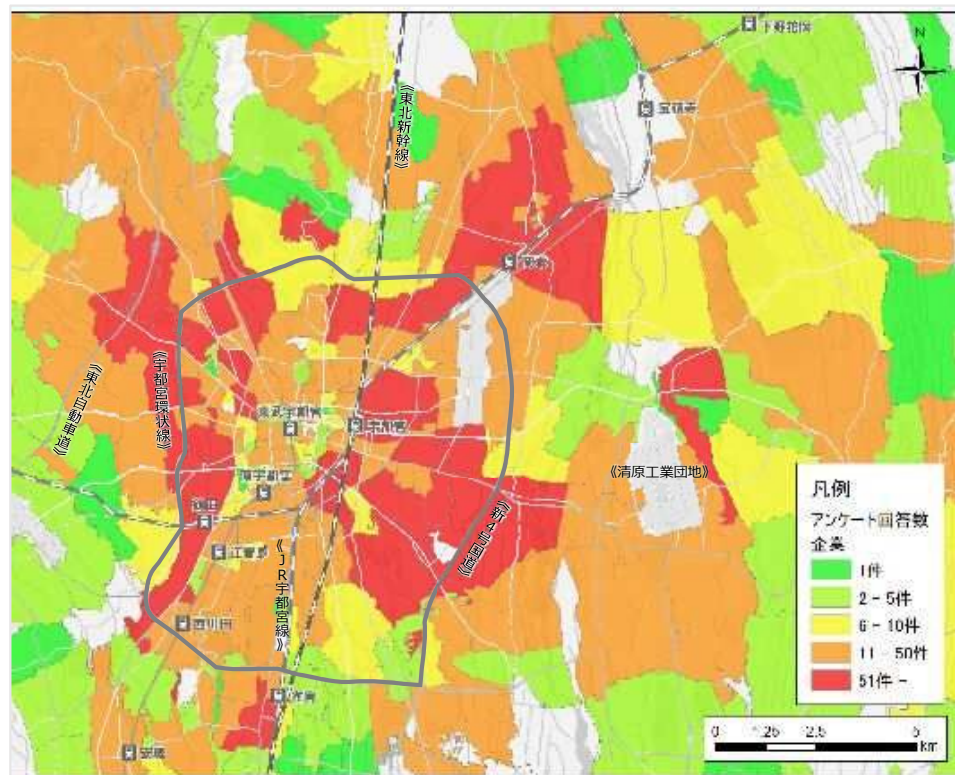 下野花岡
N
宝積寺
《東北新幹線》
岡本
《宇都宮環状線》
《東北自動車道》
東武宇都宮
宇都宮
南宇都宮
鶴田
江曽島
西川田
《JR宇都宮線》
《新4号国道》
《清原工業団地》
雀宮
安塚
凡例
アンケート回答数
企業
1件
2 - 5件
6 - 10件
11 - 50件
51件 -
0 1.25 2.5 5
km